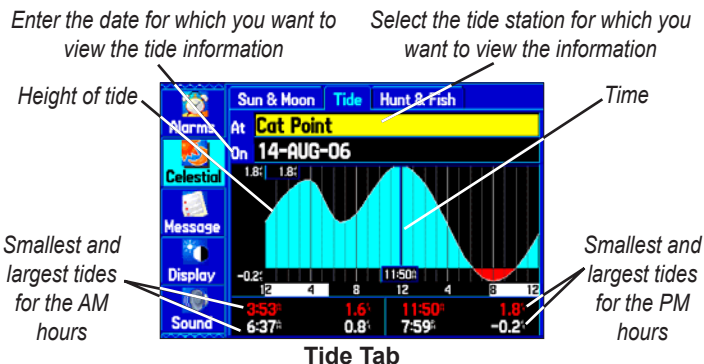 Enter the date for which you want to view the tide information
Select the tide station for which you want to view the information
Height of tide
Time
Sun & Moon Tide Hunt & Fish
Alarms
At Cat Point
On 14-AUG-06
Celestial
1.8 1.8
Message
Smallest and largest tides for the AM hours
Smallest and largest tides for the PM hours
Display
-0.2
11:50
12 4 8 12 4 8 12
3:53 1.6 11:50 1.8
Sound
6:37 0.8 7:59 -0.2
Tide Tab